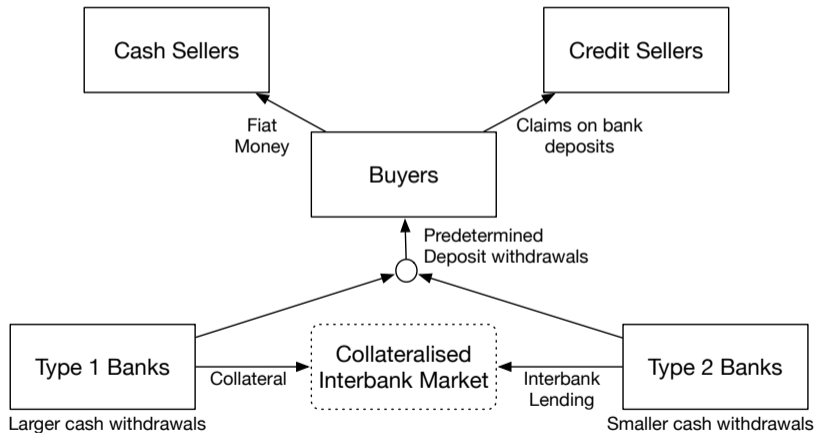 Cash Sellers
Credit Sellers
Fiat
Money
Claims on bank
deposits
Buyers
Predetermined
Deposit withdrawals
Type 1 Banks
Collateral
Collateralised
Interbank Market
Interbank
Lending
Type 2 Banks
Larger cash withdrawals
Smaller cash withdrawals